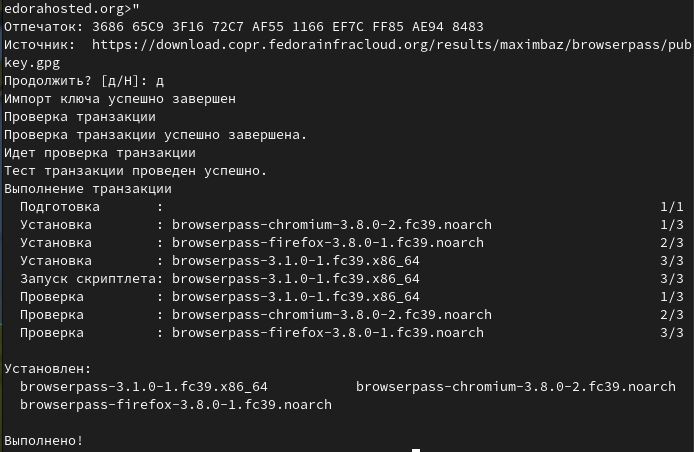 edorahosted.org>"
Отпечаток: 3686 65C9 3F16 72C7 AF55 1166 EF7C FF85 AE94 8483
Источник:  https://download.copr.fedorainfracloud.org/results/maximbaz/browserpass/pub
key.gpg
Продолжить? [д/Н]: д
Импорт ключа успешно завершен
Проверка транзакции
Проверка транзакции успешно завершена.
Идет проверка транзакции
Тест транзакции проведен успешно.
Выполнение транзакции
  Подготовка       :                                                              1/1
  Установка        : browserpass-chromium-3.8.0-2.fc39.noarch                     1/3
  Установка        : browserpass-firefox-3.8.0-1.fc39.noarch                      2/3
  Установка        : browserpass-3.1.0-1.fc39.x86_64                              3/3
  Запуск скриптлета: browserpass-3.1.0-1.fc39.x86_64                              3/3
  Проверка         : browserpass-3.1.0-1.fc39.x86_64                              1/3
  Проверка         : browserpass-chromium-3.8.0-2.fc39.noarch                     2/3
  Проверка         : browserpass-firefox-3.8.0-1.fc39.noarch                      3/3

Установлен:
  browserpass-3.1.0-1.fc39.x86_64           browserpass-chromium-3.8.0-2.fc39.noarch
  browserpass-firefox-3.8.0-1.fc39.noarch

Выполнено!